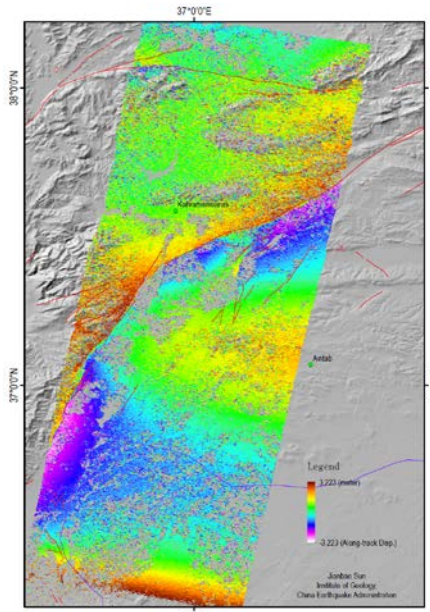 37°0'0"E
38°0'0"N
Kahramanmaras
Antab
37°0'0"N
Legend
3.223 (meter)
-3.223 (Along-track Disp.)
Jianbao Sun
Institute of Geology,
China Earthquake Administration